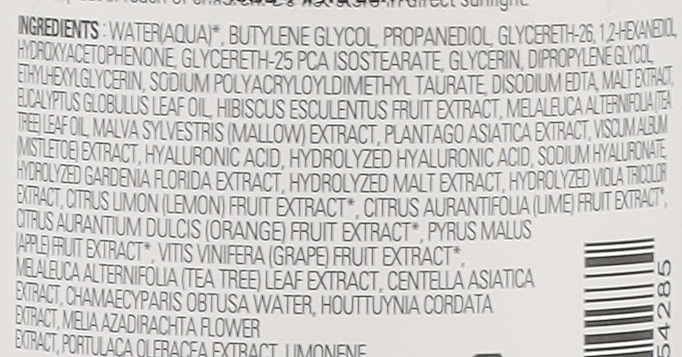 direct sunlight
INGREDIENTS : WATER(AQUA)*, BUTYLENE GLYCOL, PROPANEDIOL, GLYCERETH-26, 1,2-HEXANEDIOL,
HYDROXYACETOPHENONE, GLYCERETH-25 PCA ISOSTEARATE, GLYCERIN, DIPROPYLENE GLYCOL,
ETHYLHEXYLGLYCERIN, SODIUM POLYACRYLOYLDIMETHYL TAURATE, DISODIUM EDTA, MALT EXTRACT,
EUCALYPTUS GLOBULUS LEAF OIL, HIBISCUS ESCULENTUS FRUIT EXTRACT, MELALEUCA ALTERNIFOLIA (TEA
TREE) LEAF OIL, MALVA SYLVESTRIS (MALLOW) EXTRACT, PLANTAGO ASIATICA EXTRACT, VISCUM ALBUM
(MISTLETOE) EXTRACT, HYALURONIC ACID, HYDROLYZED HYALURONIC ACID, SODIUM HYALURONATE,
HYDROLYZED GARDENIA FLORIDA EXTRACT, HYDROLYZED MALT EXTRACT, HYDROLYZED VIOLA TRICOLOR
EXTRACT, CITRUS LIMON (LEMON) FRUIT EXTRACT*, CITRUS AURANTIFOLIA (LIME) FRUIT EXTRACT*,
CITRUS AURANTIUM DULCIS (ORANGE) FRUIT EXTRACT*, PYRUS MALUS
(APPLE) FRUIT EXTRACT*, VITIS VINIFERA (GRAPE) FRUIT EXTRACT*,
MELALEUCA ALTERNIFOLIA (TEA TREE) LEAF EXTRACT, CENTELLA ASIATICA
EXTRACT, CHAMAECYPARIS OBTUSA WATER, HOUTTUYNIA CORDATA
EXTRACT, MELIA AZADIRACHTA FLOWER
EXTRACT, PORTULACA OLERACEA EXTRACT, LIMONENE
54285